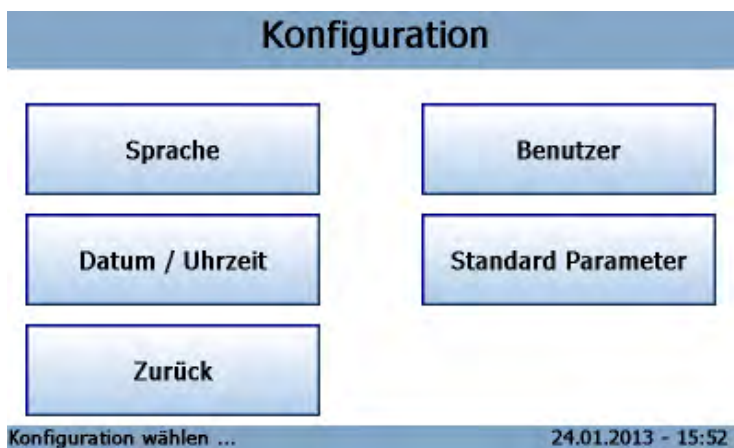 Konfiguration
Sprache
Benutzer
Datum / Uhrzeit
Standard Parameter
Zurück
Konfiguration wählen ...
24.01.2013 - 15:52